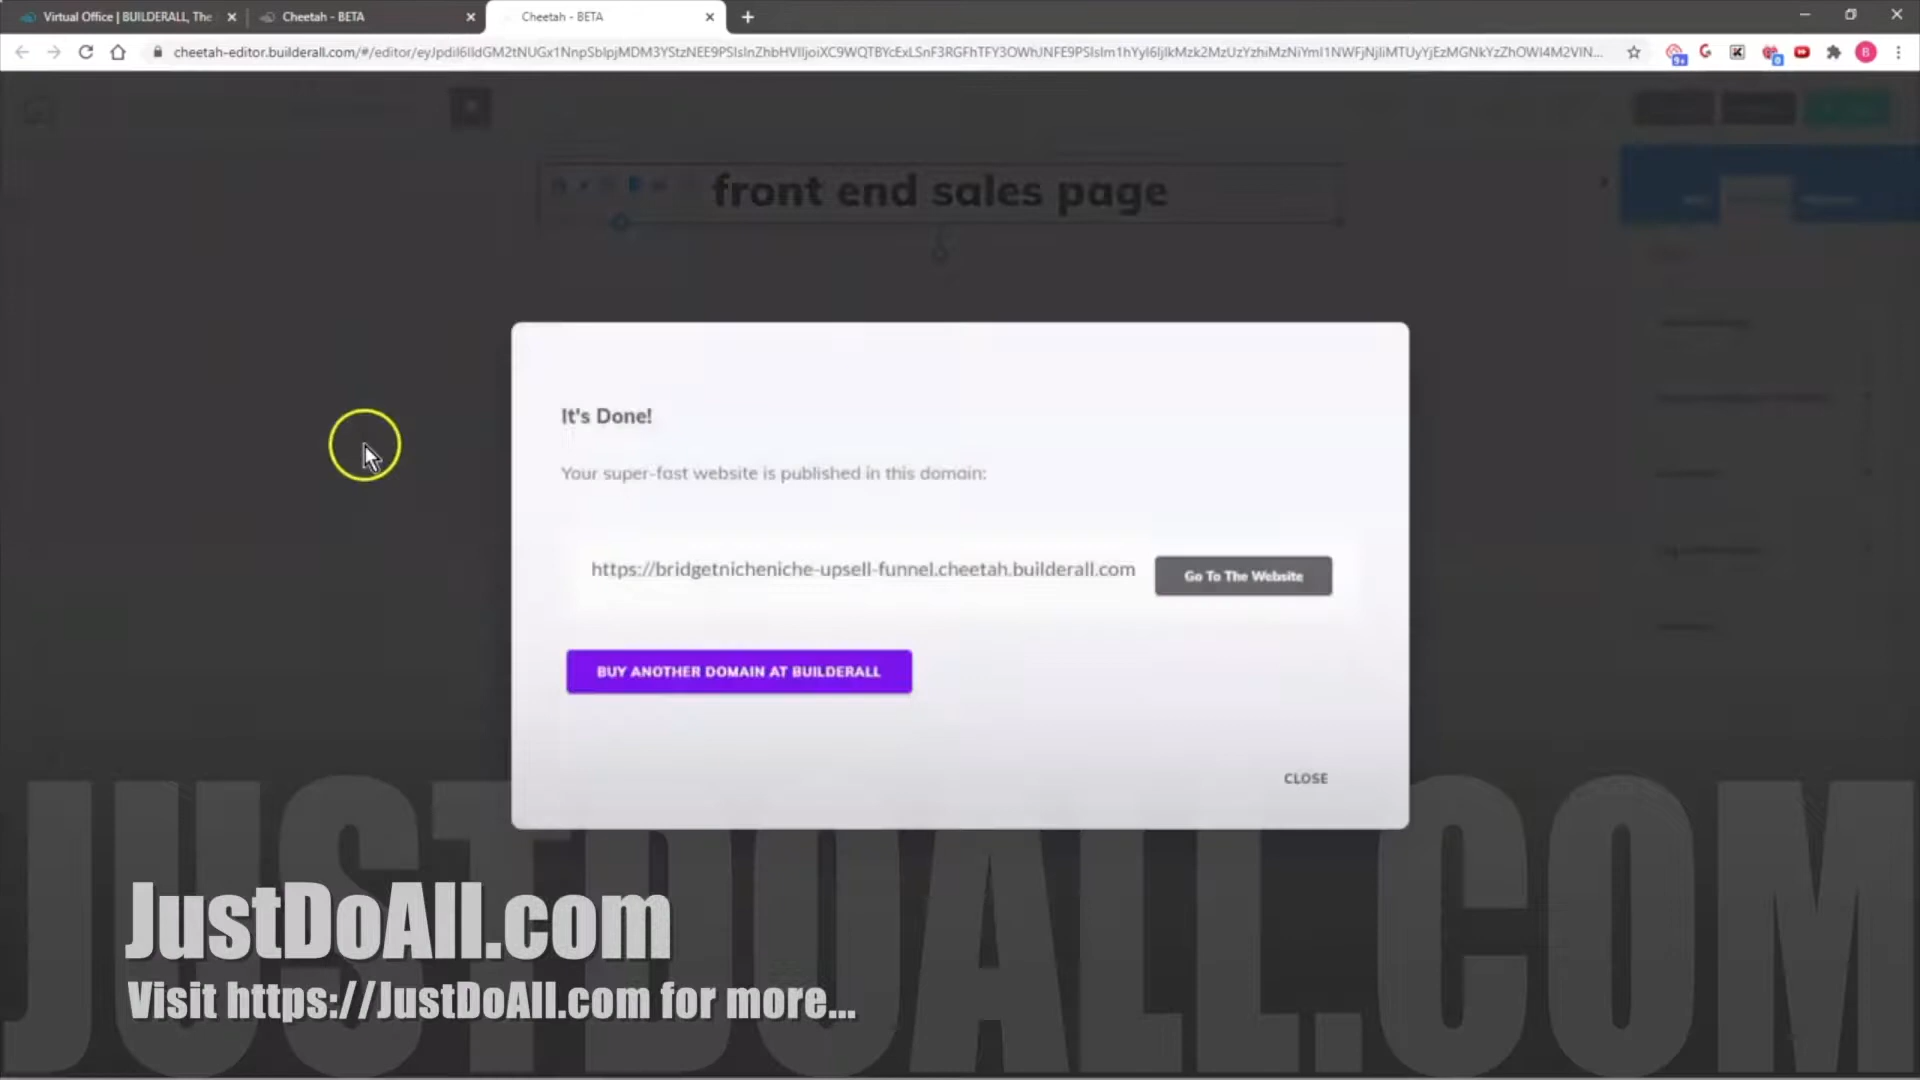 Virtual Office | BUILDERALL, The
Cheetah - BETA
Cheetah - BETA
front end sales page
It's Done!
Your super-fast website is published in this domain:
https://bridgetnicheniche-upsell-funnel.cheetah.builderall.com
Go To The Website
BUY ANOTHER DOMAIN AT BUILDERALL
CLOSE
JUSTDOALL.COM
JustDoAll.com
Visit https://JustDoAll.com for more...